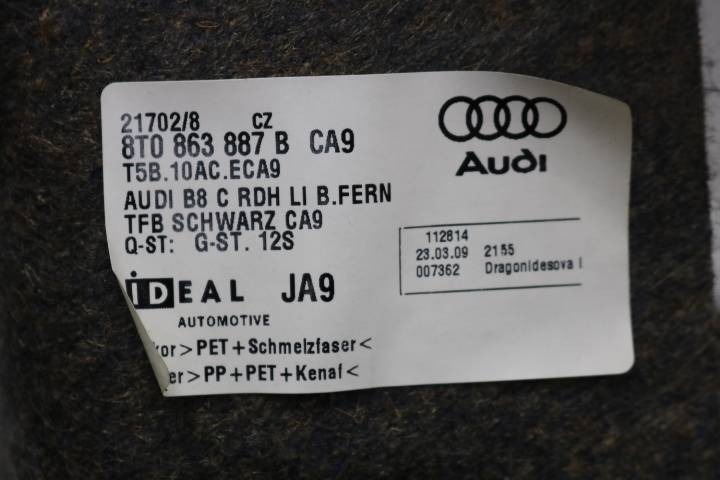 21702/8 CZ
8T0 863 887 B CA9
T5B.10AC.ECA9
AUDI B8 C RDH LI B.FERN
TFB SCHWARZ CA9
Q-ST: G-ST. 12S
iDEAL JA9
AUTOMOTIVE
>PET+Schmelzfaser<
>PP+PET+Kenaf<
Audi
112814
23.03.09 2155
007362 Dragonidesova I